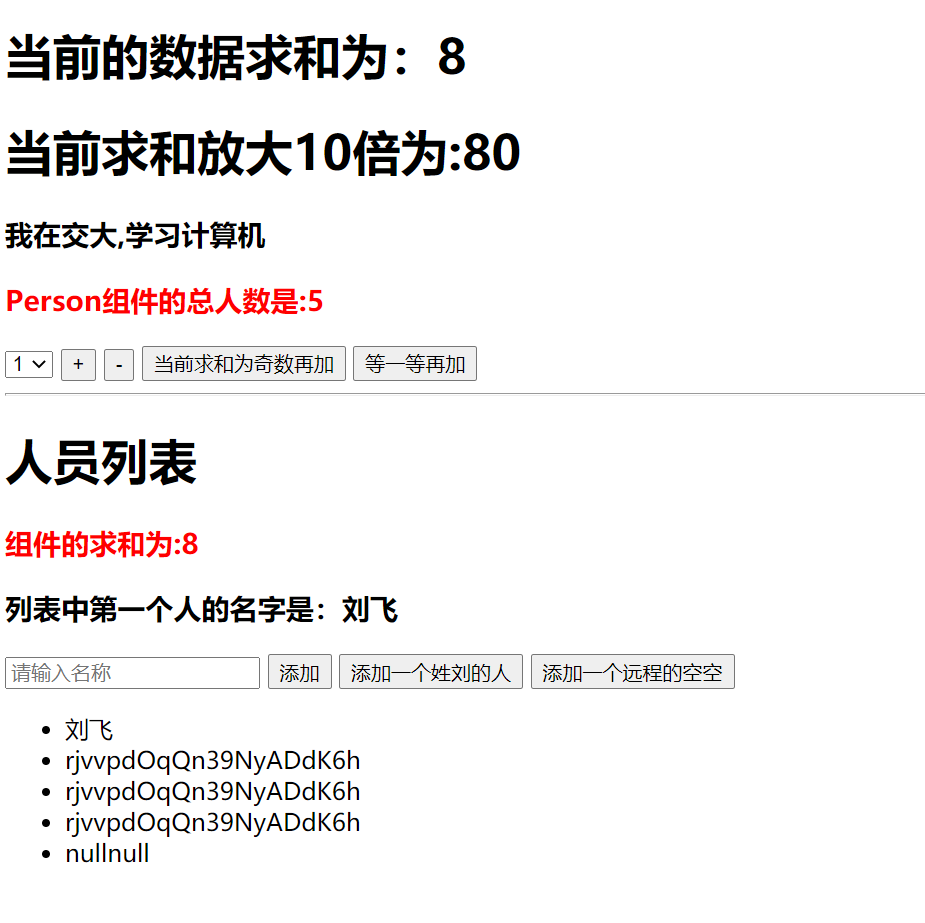 当前的数据求和为：8
当前求和放大10倍为:80
我在交大,学习计算机
Person组件的总人数是:5
1 + - 当前求和为奇数再加 等一等再加
人员列表
组件的求和为:8
列表中第一个人的名字是：刘飞
请输入名称 添加 添加一个姓刘的人 添加一个远程的空空
刘飞
rjvvpdOqQn39NyADdK6h
rjvvpdOqQn39NyADdK6h
rjvvpdOqQn39NyADdK6h
nullnull